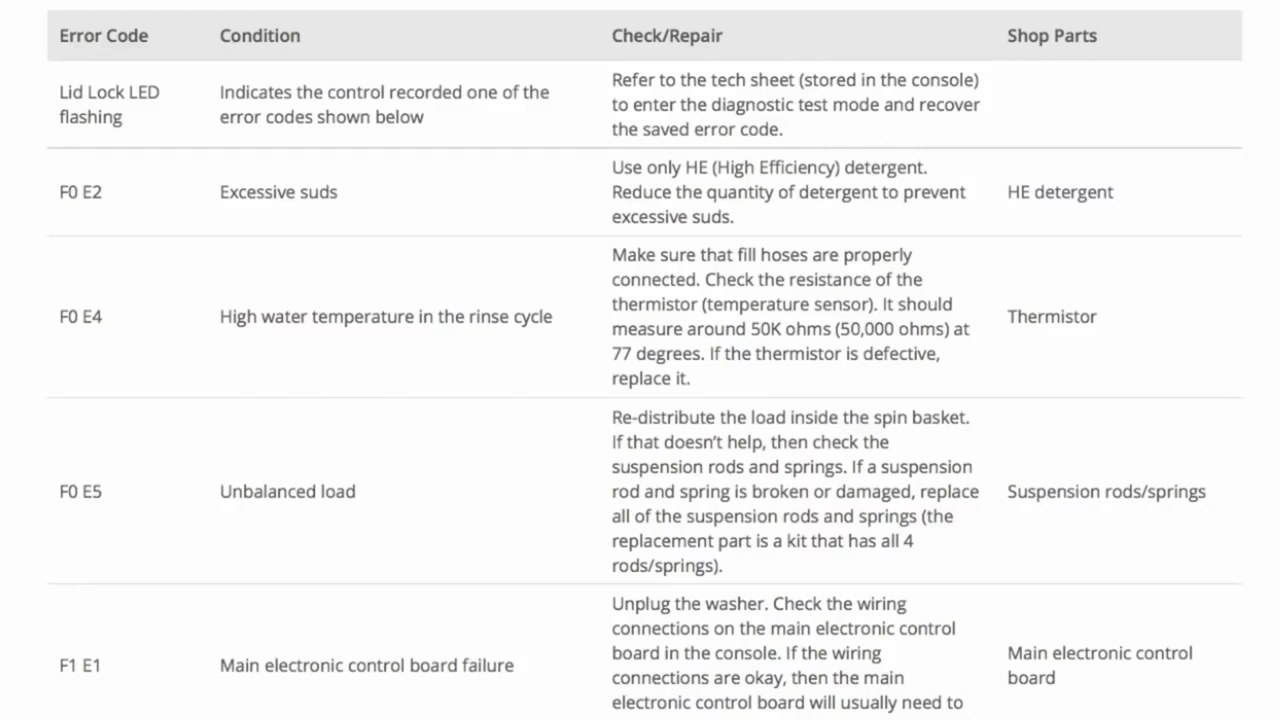 Error Code Condition Check/Repair Shop Parts
Lid Lock LED
flashing
Indicates the control recorded one of the
error codes shown below
Refer to the tech sheet (stored in the console)
to enter the diagnostic test mode and recover
the saved error code.
F0 E2
Excessive suds
Use only HE (High Efficiency) detergent.
Reduce the quantity of detergent to prevent
excessive suds.
HE detergent
F0 E4
High water temperature in the rinse cycle
Make sure that fill hoses are properly
connected. Check the resistance of the
thermistor (temperature sensor). It should
measure around 50K ohms (50,000 ohms) at
77 degrees. If the thermistor is defective,
replace it.
Thermistor
F0 E5
Unbalanced load
Re-distribute the load inside the spin basket.
If that doesn't help, then check the
suspension rods and springs. If a suspension
rod and spring is broken or damaged, replace
all of the suspension rods and springs (the
replacement part is a kit that has all 4
rods/springs).
Suspension rods/springs
F1 E1
Main electronic control board failure
Unplug the washer. Check the wiring
connections on the main electronic control
board in the console. If the wiring
connections are okay, then the main
electronic control board will usually need to
Main electronic control
board